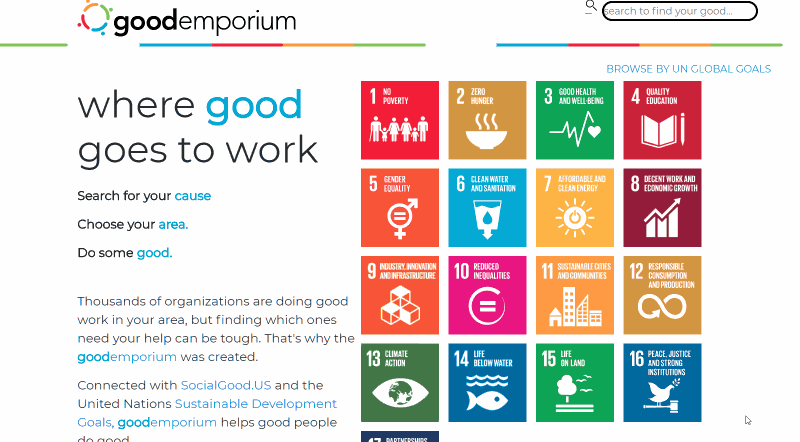 goodemporium
search to find your good...
BROWSE BY UN GLOBAL GOALS
where good
goes to work
Search for your cause
Choose your area.
Do some good.
Thousands of organizations are doing good
work in your area, but finding which ones
need your help can be tough. That's why the
goodemporium was created.
Connected with SocialGood.US and the
United Nations Sustainable Development
Goals, goodemporium helps good people
do good
1 NO
POVERTY
2 ZERO
HUNGER
3 GOOD HEALTH
AND WELL-BEING
4 QUALITY
EDUCATION
5 GENDER
EQUALITY
6 CLEAN WATER
AND SANITATION
7 AFFORDABLE AND
CLEAN ENERGY
8 DECENT WORK AND
ECONOMIC GROWTH
9 INDUSTRY, INNOVATION
AND INFRASTRUCTURE
10 REDUCED
INEQUALITIES
11 SUSTAINABLE CITIES
AND COMMUNITIES
12 RESPONSIBLE
CONSUMPTION
AND PRODUCTION
13 CLIMATE
ACTION
14 LIFE
BELOW WATER
15 LIFE
ON LAND
16 PEACE, JUSTICE
AND STRONG
INSTITUTIONS
17 PARTNERSHIPS